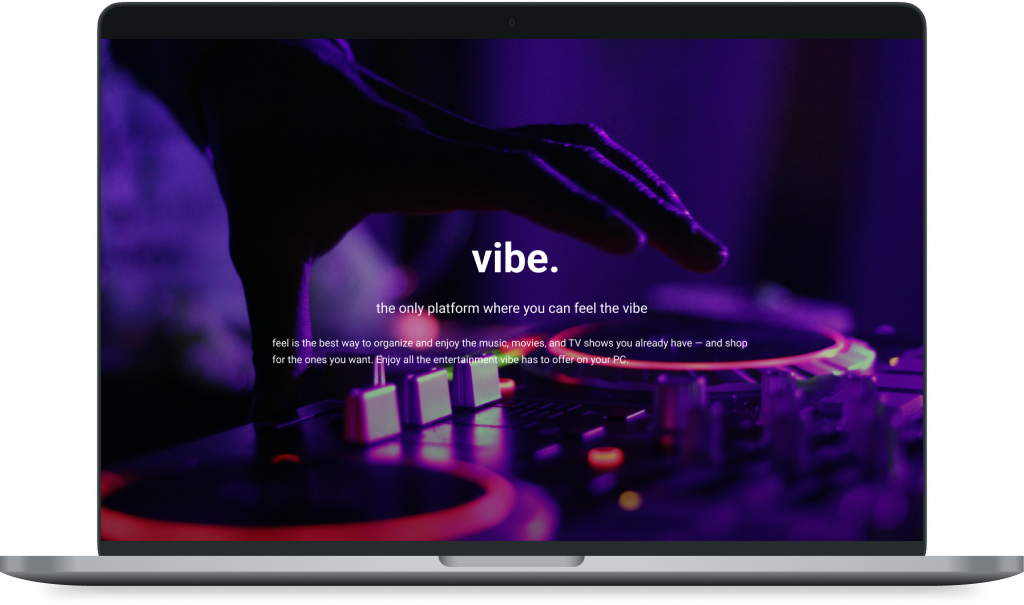 vibe.
the only platform where you can feel the vibe
feel is the best way to organize and enjoy the music, movies, and TV shows you already have — and shop
for the ones you want. Enjoy all the entertainment vibe has to offer on your PC.